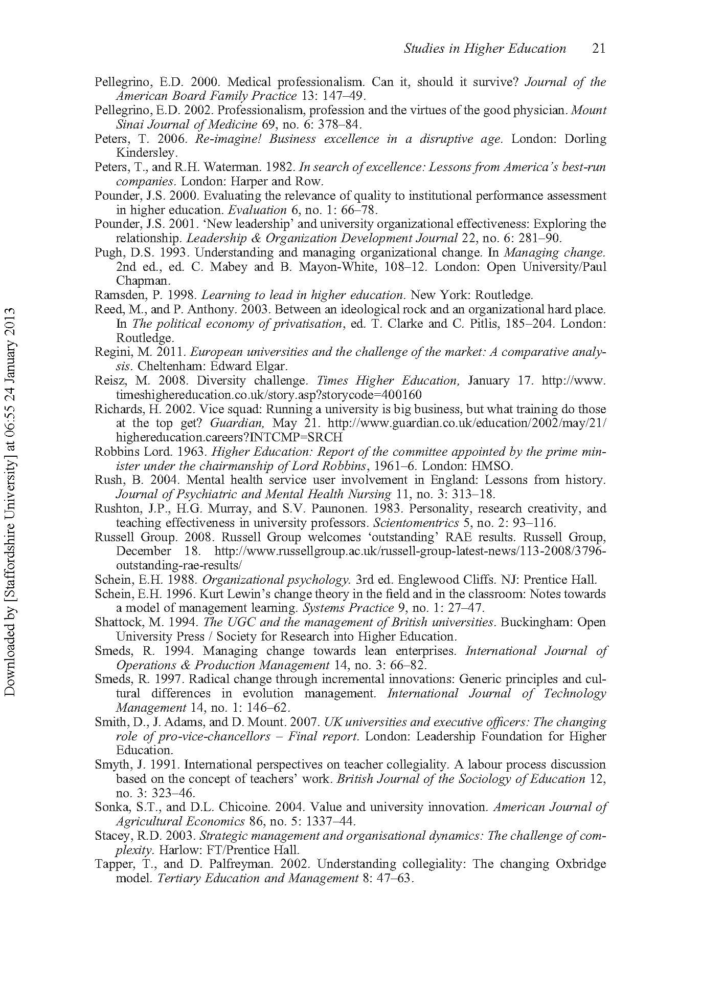 Studies in Higher Education 21
Pellegrino, E.D. 2000. Medical professionalism. Can it, should it survive? Journal of the
American Board Family Practice 13: 147–49.
Pellegrino, E.D. 2002. Professionalism, profession and the virtues of the good physician. Mount
Sinai Journal of Medicine 69, no. 6: 378–84.
Peters, T. 2006. Re-imagine! Business excellence in a disruptive age. London: Dorling
Kindersley.
Peters, T., and R.H. Waterman. 1982. In search of excellence: Lessons from America’s best-run
companies. London: Harper and Row.
Pounder, J.S. 2000. Evaluating the relevance of quality to institutional performance assessment
in higher education. Evaluation 6, no. 1: 66–78.
Pounder, J.S. 2001. ‘New leadership’ and university organizational effectiveness: Exploring the
relationship. Leadership & Organization Development Journal 22, no. 6: 281–90.
Pugh, D.S. 1993. Understanding and managing organizational change. In Managing change.
2nd ed., ed. C. Mabey and B. Mayon-White, 108–12. London: Open University/Paul
Chapman.
Ramsden, P. 1998. Learning to lead in higher education. New York: Routledge.
Reed, M., and P. Anthony. 2003. Between an ideological rock and an organizational hard place.
In The political economy of privatisation, ed. T. Clarke and C. Pitlis, 185–204. London:
Routledge.
Regini, M. 2011. European universities and the challenge of the market: A comparative analy-
sis. Cheltenham: Edward Elgar.
Reisz, M. 2008. Diversity challenge. Times Higher Education, January 17. http://www.
timeshighereducation.co.uk/story.asp?storycode=400160
Richards, H. 2002. Vice squad: Running a university is big business, but what training do those
at the top get? Guardian, May 21. http://www.guardian.co.uk/education/2002/may/21/
highereducation.careers?INTCMP=SRCH
Robbins Lord. 1963. Higher Education: Report of the committee appointed by the prime min-
ister under the chairmanship of Lord Robbins, 1961–6. London: HMSO.
Rush, B. 2004. Mental health service user involvement in England: Lessons from history.
Journal of Psychiatric and Mental Health Nursing 11, no. 3: 313–18.
Rushton, J.P., H.G. Murray, and S.V. Paunonen. 1983. Personality, research creativity, and
teaching effectiveness in university professors. Scientomentrics 5, no. 2: 93–116.
Russell Group. 2008. Russell Group welcomes ‘outstanding’ RAE results. Russell Group,
December 18. http://www.russellgroup.ac.uk/russell-group-latest-news/113-2008/3796-
outstanding-rae-results/
Schein, E.H. 1988. Organizational psychology. 3rd ed. Englewood Cliffs. NJ: Prentice Hall.
Schein, E.H. 1996. Kurt Lewin’s change theory in the field and in the classroom: Notes towards
a model of management learning. Systems Practice 9, no. 1: 27–47.
Shattock, M. 1994. The UGC and the management of British universities. Buckingham: Open
University Press / Society for Research into Higher Education.
Smeds, R. 1994. Managing change towards lean enterprises. International Journal of
Operations & Production Management 14, no. 3: 66–82.
Smeds, R. 1997. Radical change through incremental innovations: Generic principles and cul-
tural differences in evolution management. International Journal of Technology
Management 14, no. 1: 146–62.
Smith, D., J. Adams, and D. Mount. 2007. UK universities and executive officers: The changing
role of pro-vice-chancellors – Final report. London: Leadership Foundation for Higher
Education.
Smyth, J. 1991. International perspectives on teacher collegiality. A labour process discussion
based on the concept of teachers’ work. British Journal of the Sociology of Education 12,
no. 3: 323–46.
Sonka, S.T., and D.L. Chicoine. 2004. Value and university innovation. American Journal of
Agricultural Economics 86, no. 5: 1337–44.
Stacey, R.D. 2003. Strategic management and organisational dynamics: The challenge of com-
plexity. Harlow: FT/Prentice Hall.
Tapper, T., and D. Palfreyman. 2002. Understanding collegiality: The changing Oxbridge
model. Tertiary Education and Management 8: 47–63.
Downloaded by [Staffordshire University] at 06:55 24 January 2013